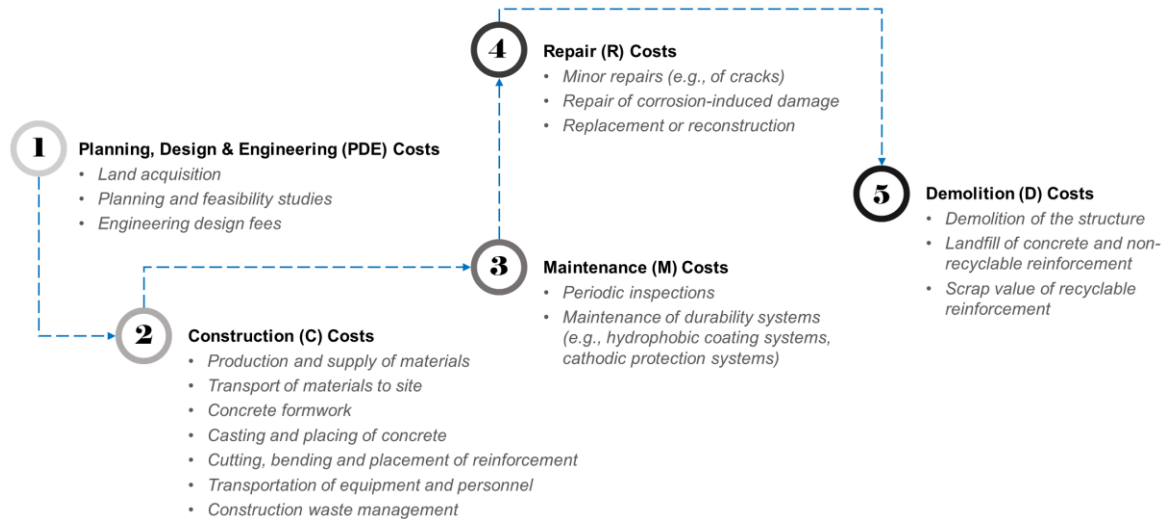 1
Planning, Design & Engineering (PDE) Costs
• Land acquisition
• Planning and feasibility studies
• Engineering design fees
2
Construction (C) Costs
• Production and supply of materials
• Transport of materials to site
• Concrete formwork
• Casting and placing of concrete
• Cutting, bending and placement of reinforcement
• Transportation of equipment and personnel
• Construction waste management
3
Maintenance (M) Costs
• Periodic inspections
• Maintenance of durability systems
(e.g., hydrophobic coating systems,
cathodic protection systems)
4
Repair (R) Costs
• Minor repairs (e.g., of cracks)
• Repair of corrosion-induced damage
• Replacement or reconstruction
5
Demolition (D) Costs
• Demolition of the structure
• Landfill of concrete and non-
recyclable reinforcement
• Scrap value of recyclable
reinforcement